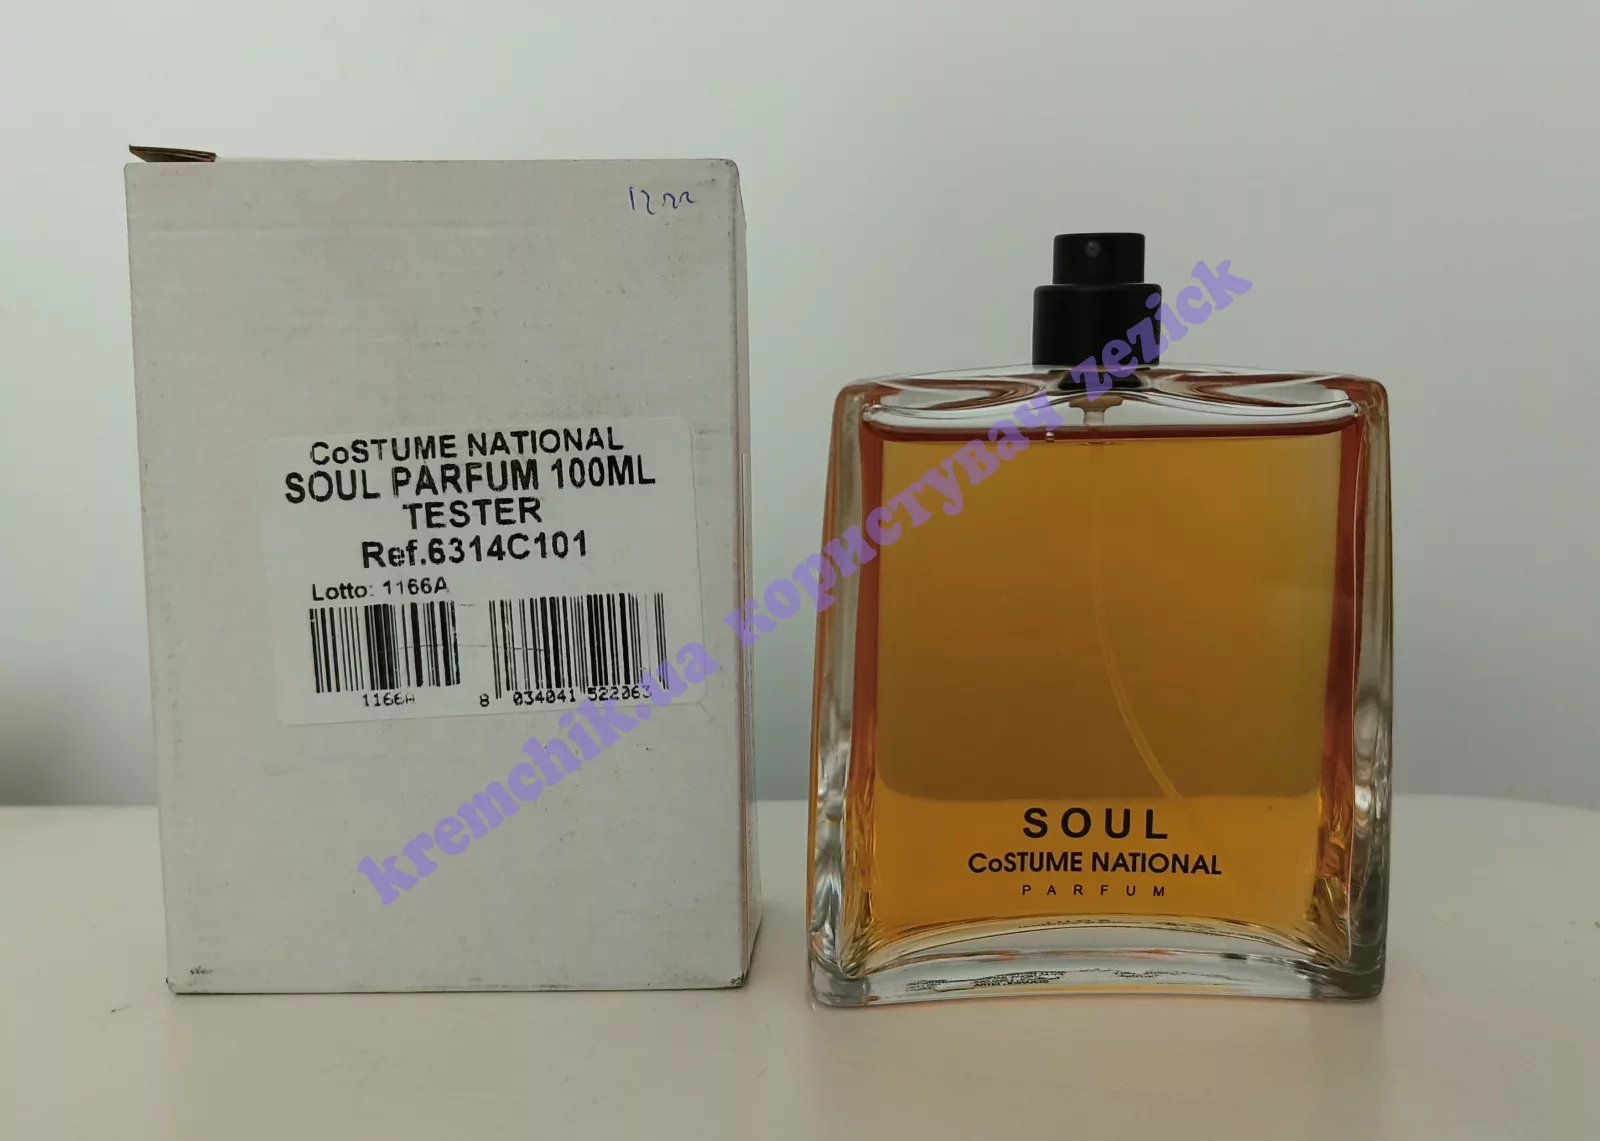 CoSTUME NATIONAL
SOUL PARFUM 100ML
TESTER
Ref.6314C101
Lotto: 1166A
1166A
8 034041 522063
SOUL
CoSTUME NATIONAL
PARFUM
kremchik.ua користувач zezick